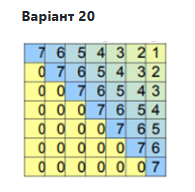 Варіант 20
7 6 5 4 3 2 1
0 7 6 5 4 3 2
0 0 7 6 5 4 3
0 0 0 7 6 5 4
0 0 0 0 7 6 5
0 0 0 0 0 7 6
0 0 0 0 0 0 7